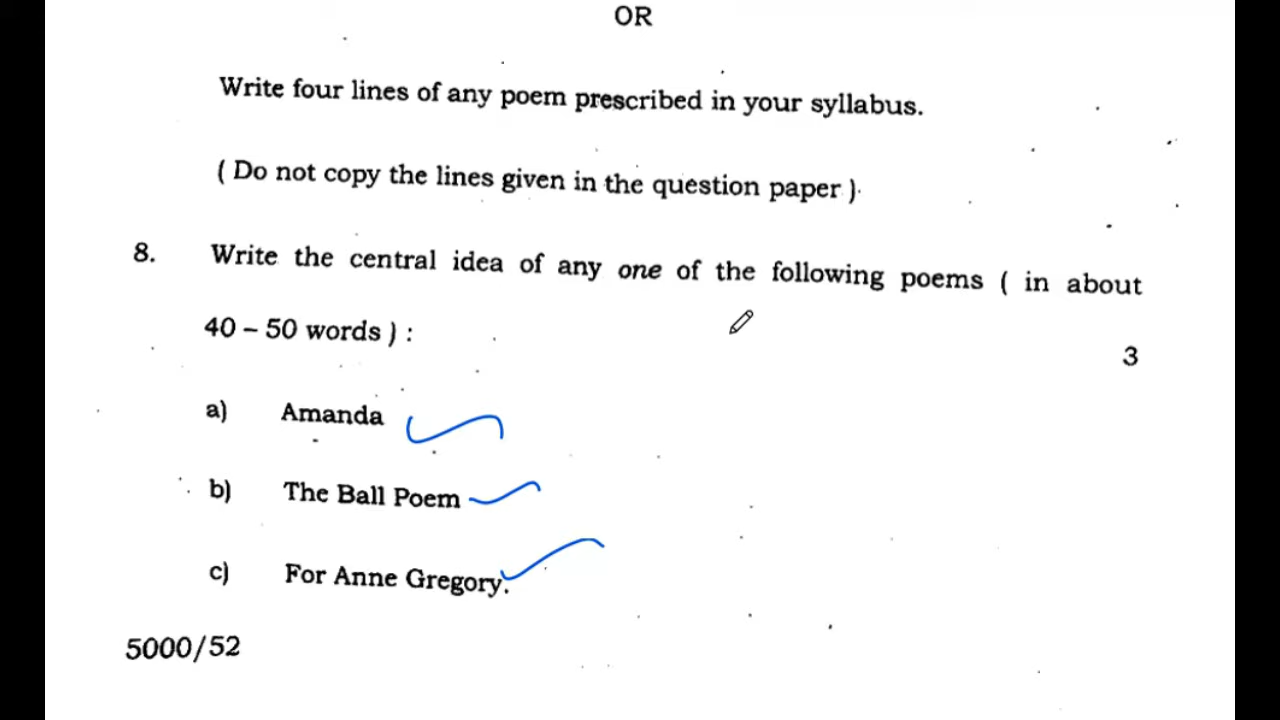 OR
Write four lines of any poem prescribed in your syllabus.
( Do not copy the lines given in the question paper )
8. Write the central idea of any one of the following poems ( in about
40 – 50 words ) :
3
a) Amanda
b) The Ball Poem
c) For Anne Gregory.
5000/52